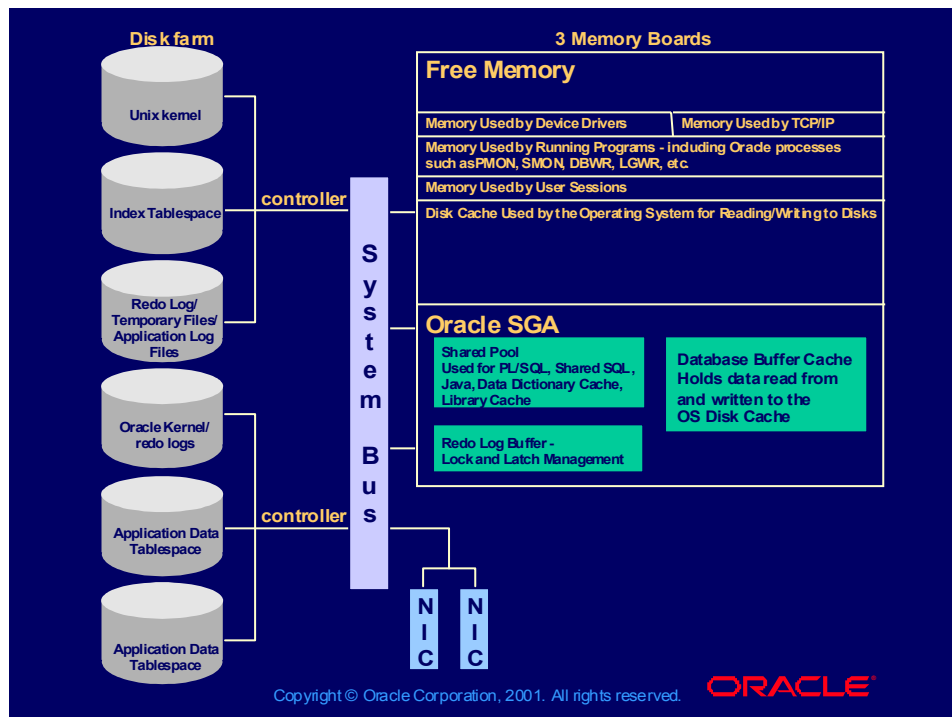 Disk farm
3 Memory Boards
Unix kernel
Index Tablespace
Redo Log/
Temporary Files/
Application Log
Files
Oracle Kernel/
redo logs
Application Data
Tablespace
Application Data
Tablespace
controller
controller
System Bus
Free Memory
Memory Used by Device Drivers
Memory Used by TCP/IP
Memory Used by Running Programs - including Oracle processes
such as PMON, SMON, DBWR, LGWR, etc.
Memory Used by User Sessions
Disk Cache Used by the Operating System for Reading/Writing to Disks
Oracle SGA
Shared Pool
Used for PL/SQL, Shared SQL,
Java, Data Dictionary Cache,
Library Cache
Database Buffer Cache
Holds data read from
and written to the
OS Disk Cache
Redo Log Buffer -
Lock and Latch Management
NIC
NIC
Copyright © Oracle Corporation, 2001. All rights reserved.
ORACLE®